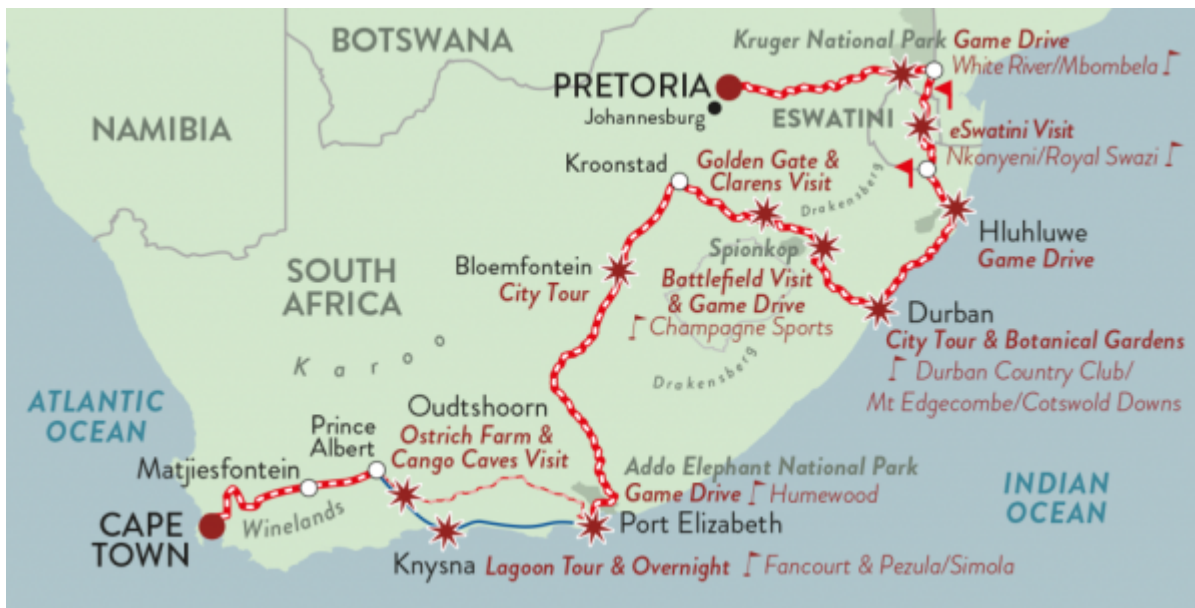 BOTSWANA
Kruger National Park Game Drive
White River/Mbombela
PRETORIA
Johannesburg
ESWATINI
eSwatini Visit
Nkonyeni/Royal Swazi
NAMIBIA
Kroonstad
Golden Gate &
Clarens Visit
Drakensberg
Hluhluwe
Game Drive
SOUTH
AFRICA
Bloemfontein
City Tour
Spionkop
Battlefield Visit
& Game Drive
Champagne Sports
Durban
City Tour & Botanical Gardens
Durban Country Club/
Mt Edgecombe/Cotswold Downs
Karoo
Drakensberg
ATLANTIC
OCEAN
Oudtshoorn
Ostrich Farm &
Cango Caves Visit
Prince
Albert
Matjiesfontein
Addo Elephant National Park
Game Drive Humewood
Port Elizabeth
INDIAN
OCEAN
Winelands
CAPE
TOWN
Knysna Lagoon Tour & Overnight Fancourt & Pezula/Simola